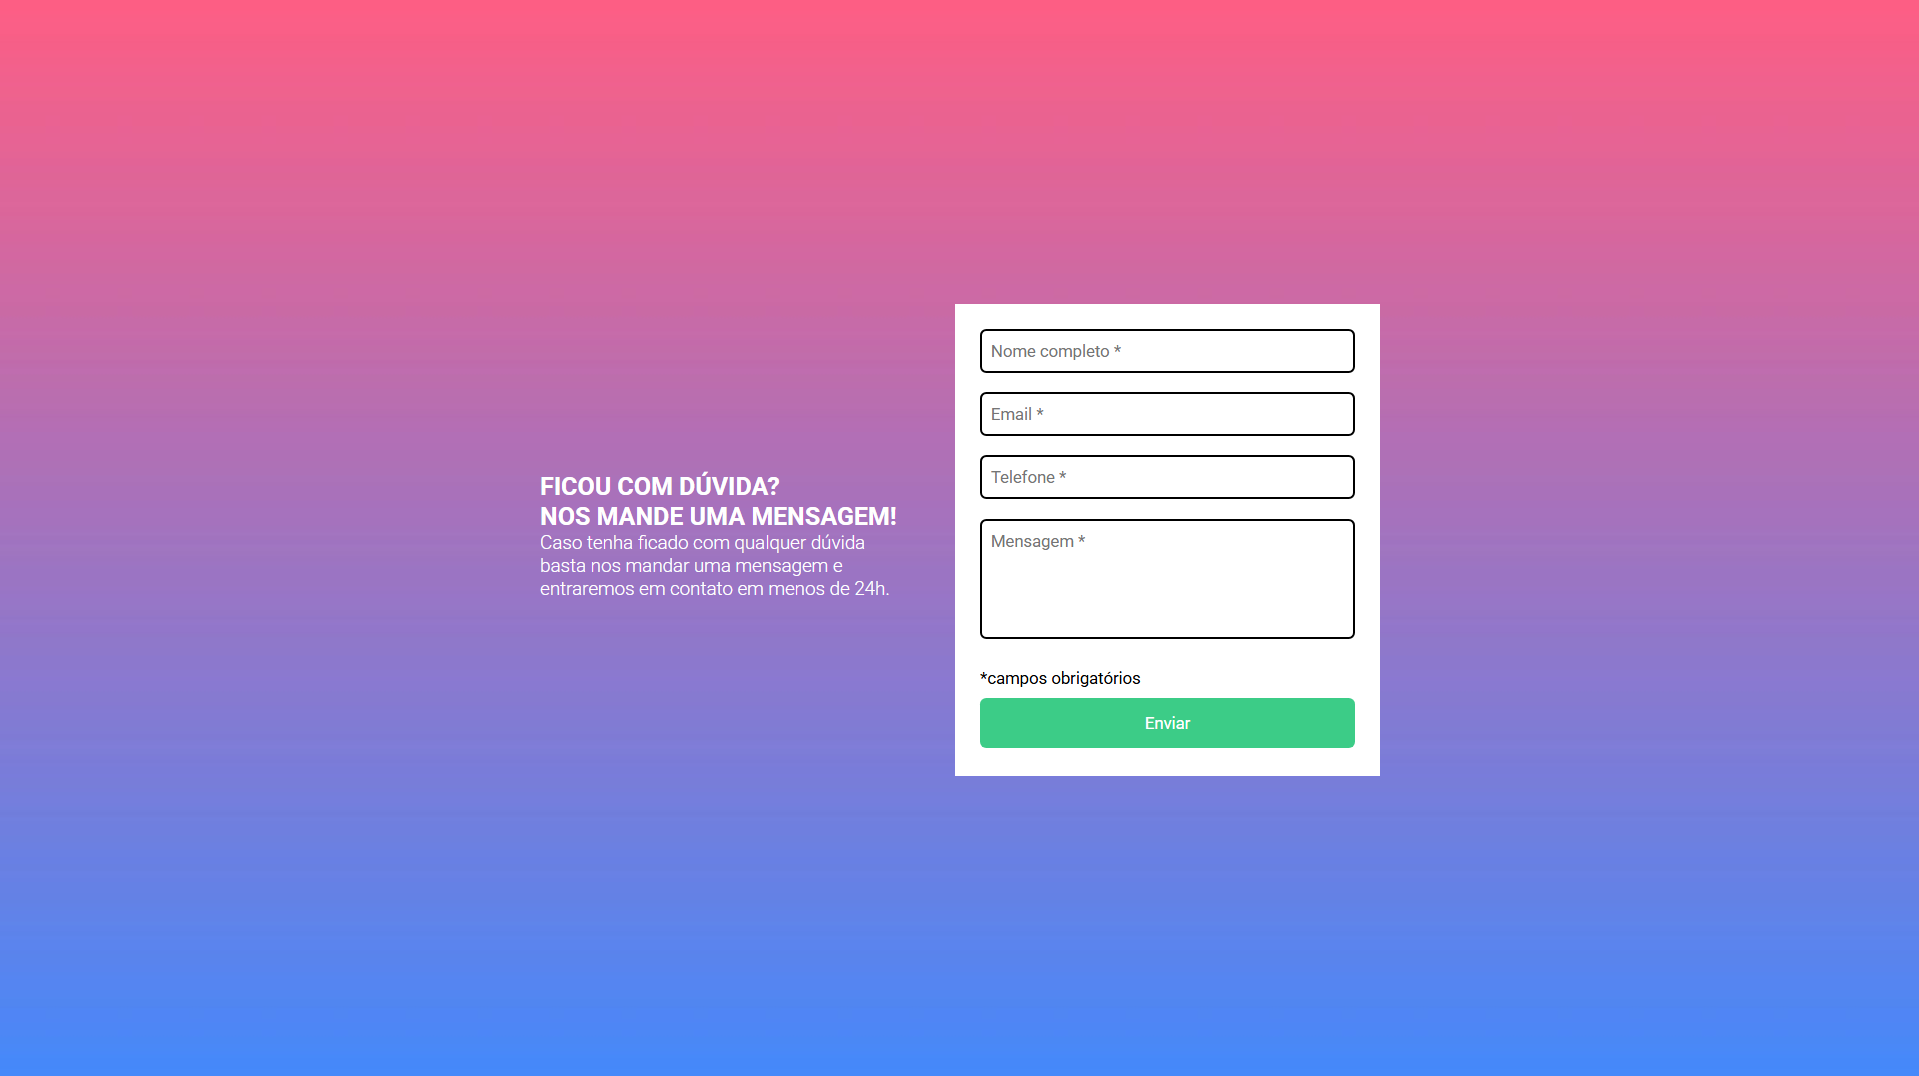 FICOU COM DÚVIDA?
NOS MANDE UMA MENSAGEM!
Caso tenha ficado com qualquer dúvida
basta nos mandar uma mensagem e
entraremos em contato em menos de 24h.
Nome completo *
Email *
Telefone *
Mensagem *
*campos obrigatórios
Enviar